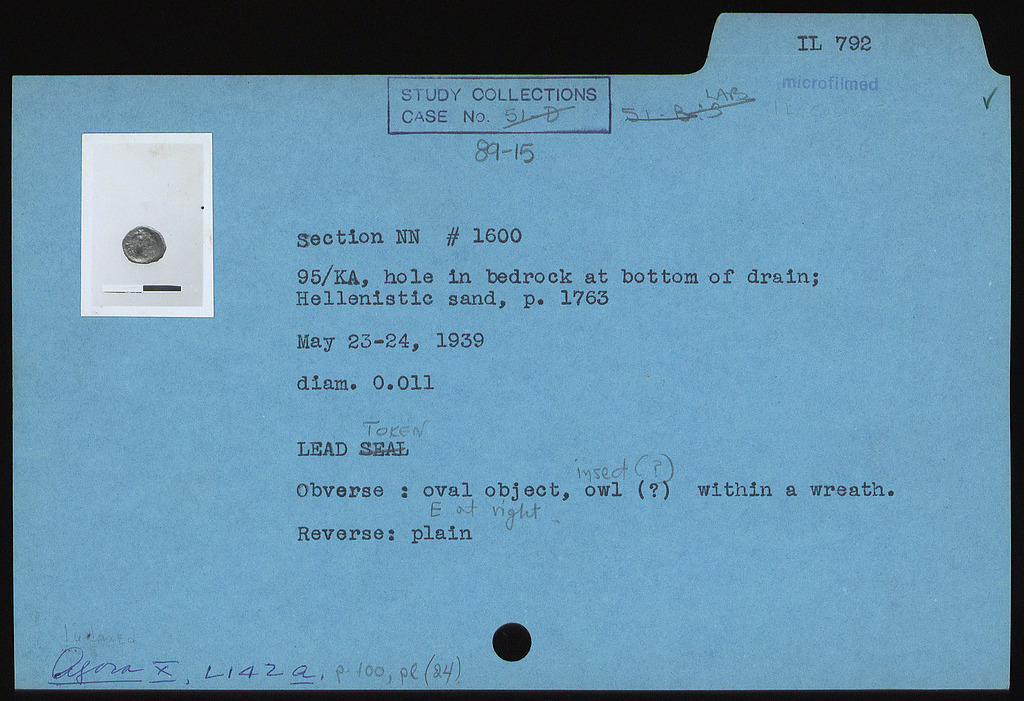 IL 792
microfilmed
STUDY COLLECTIONS
CASE No. 51-D
LAB
89-15
section NN # 1600
95/KA, hole in bedrock at bottom of drain;
Hellenistic sand, p. 1763
May 23-24, 1939
diam. 0.011
TOKEN
LEAD SEAL
insect (?)
Obverse : oval object, owl (?) within a wreath.
E at right
Reverse: plain
Indexed
Agora X, L142a, p. 100, pl (24)